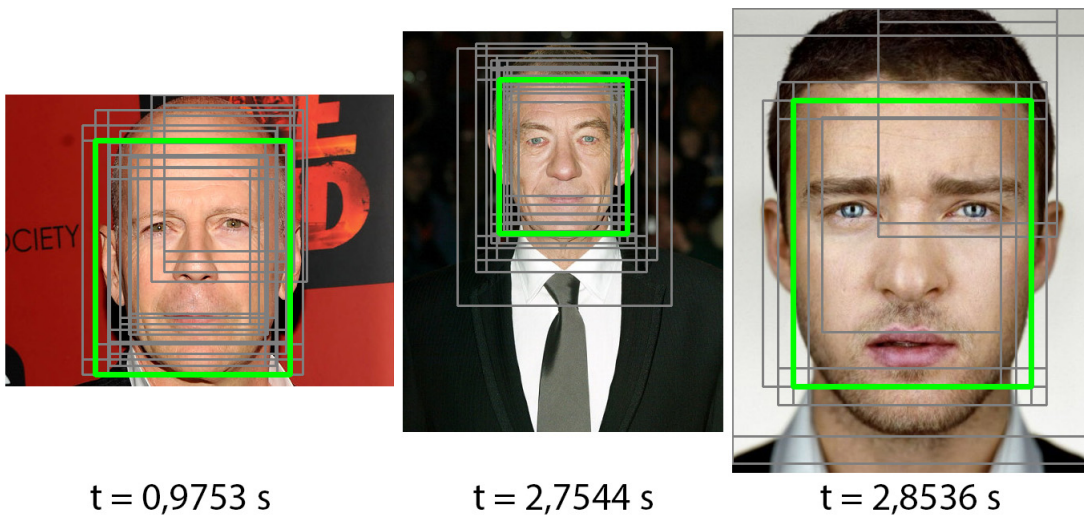 OCIETY
t = 0,9753 s
t = 2,7544 s
t = 2,8536 s